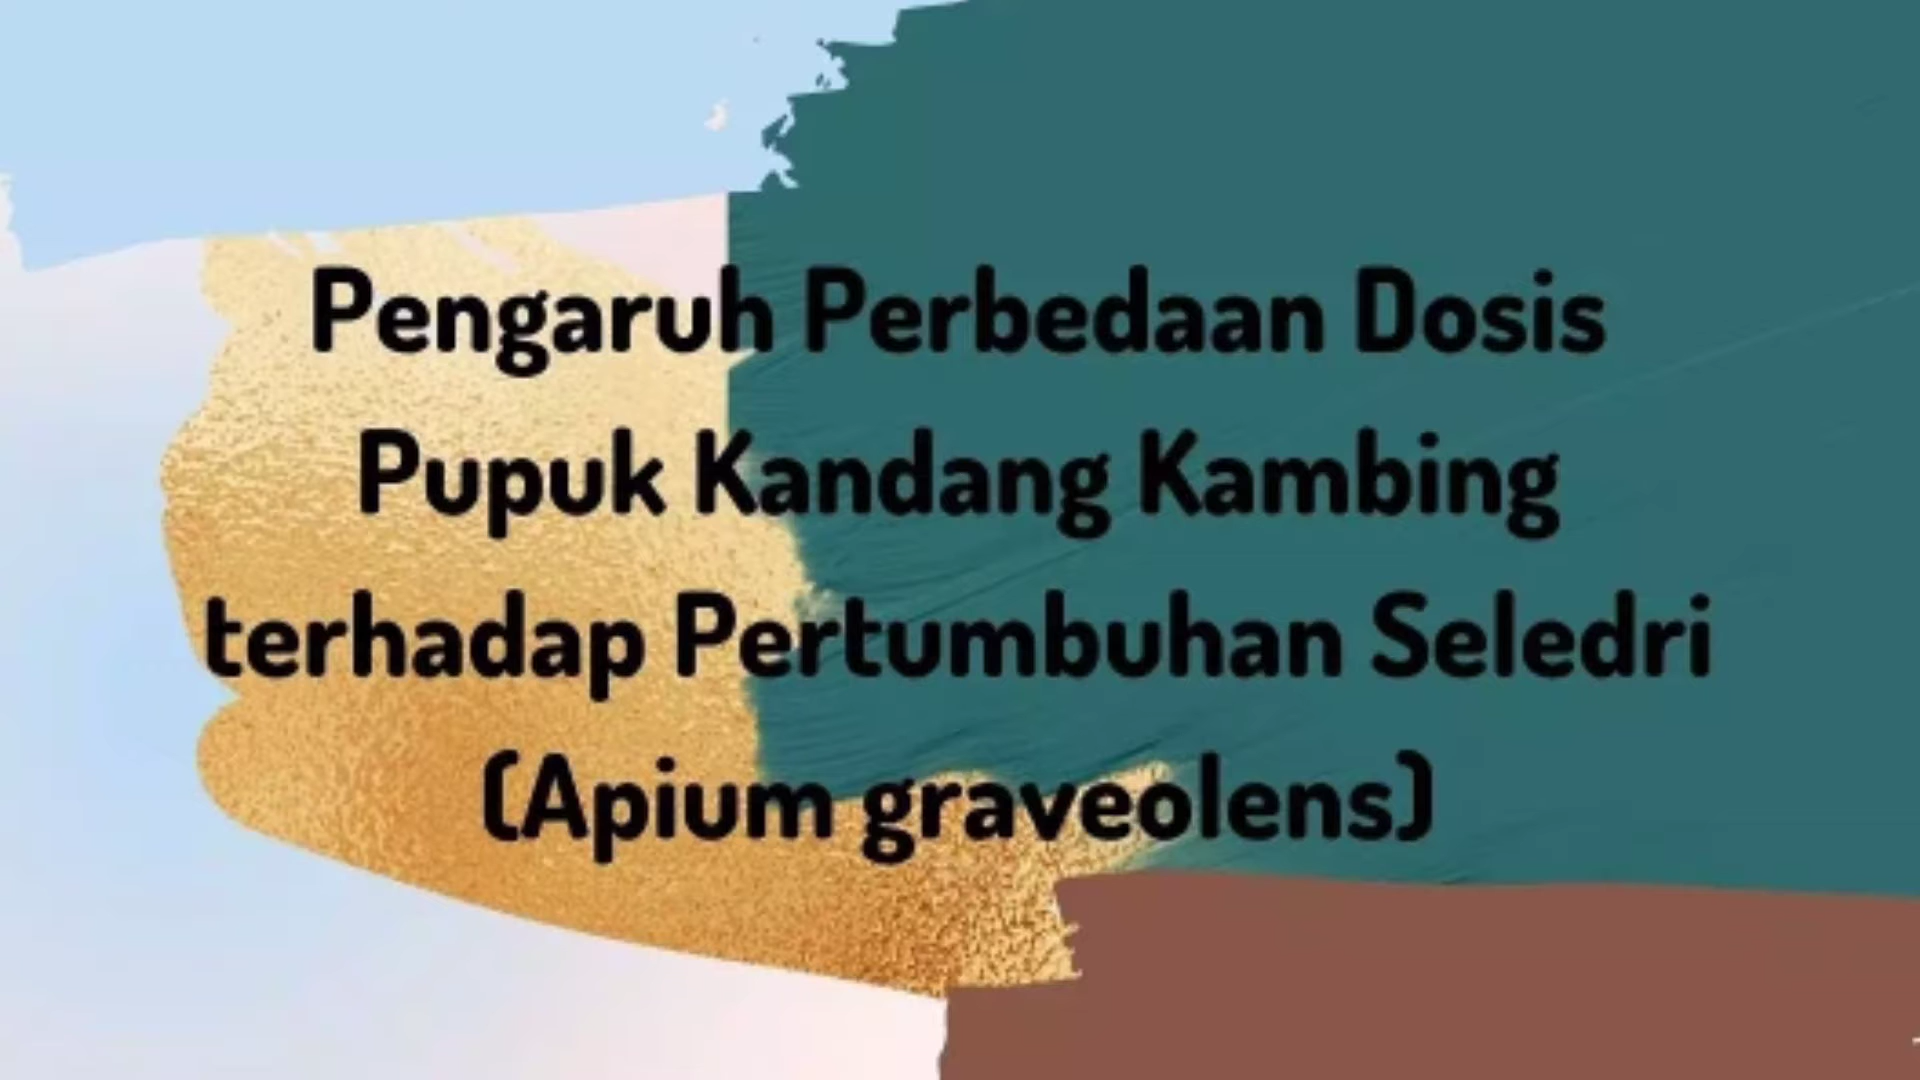 Pengaruh Perbedaan Dosis
Pupuk Kandang Kambing
terhadap Pertumbuhan Seledri
(Apium graveolens)